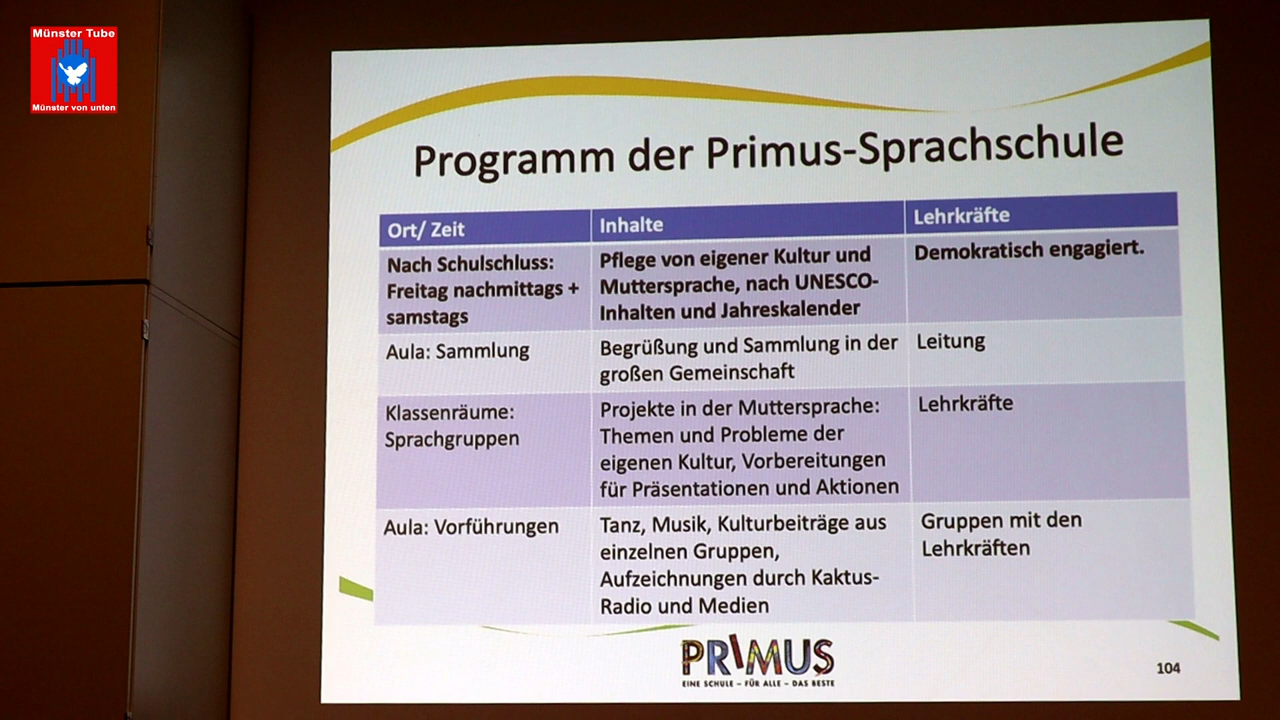 Münster Tube
Münster von unten
Programm der Primus-Sprachschule
Ort/ Zeit
Inhalte
Lehrkräfte
Nach Schulschluss:
Freitag nachmittags +
samstags
Pflege von eigener Kultur und
Muttersprache, nach UNESCO-
Inhalten und Jahreskalender
Demokratisch engagiert.
Aula: Sammlung
Begrüßung und Sammlung in der
großen Gemeinschaft
Leitung
Klassenräume:
Sprachgruppen
Projekte in der Muttersprache:
Themen und Probleme der
eigenen Kultur, Vorbereitungen
für Präsentationen und Aktionen
Lehrkräfte
Aula: Vorführungen
Tanz, Musik, Kulturbeiträge aus
einzelnen Gruppen,
Aufzeichnungen durch Kaktus-
Radio und Medien
Gruppen mit den
Lehrkräften
PRIMUS
EINE SCHULE – FÜR ALLE – DAS BESTE
104